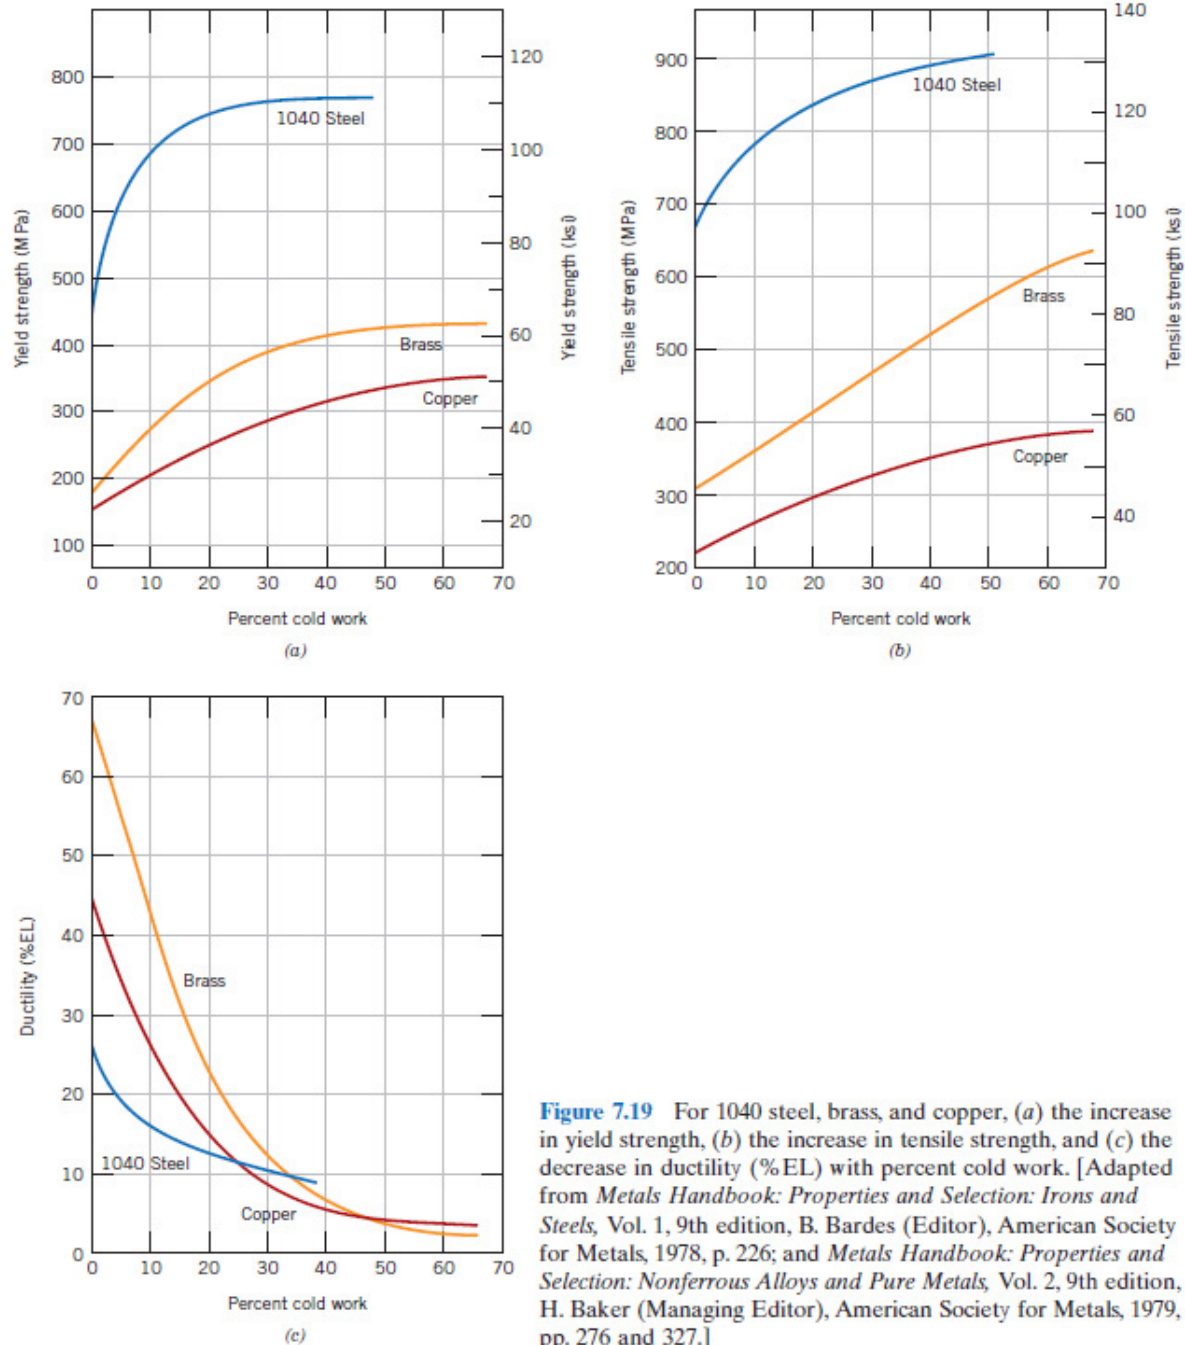 800
700
600
500
400
300
200
100
Yield strength (MPa)
120
100
80
60
40
20
Yield strength (ksi)
1040 Steel
Brass
Copper
0 10 20 30 40 50 60 70
Percent cold work
(a)
900
800
700
600
500
400
300
200
Tensile strength (MPa)
140
120
100
80
60
40
Tensile strength (ksi)
1040 Steel
Brass
Copper
0 10 20 30 40 50 60 70
Percent cold work
(b)
70
60
50
40
30
20
10
0
Ductility (%EL)
Brass
1040 Steel
Copper
0 10 20 30 40 50 60 70
Percent cold work
(c)
Figure 7.19 For 1040 steel, brass, and copper, (a) the increase
in yield strength, (b) the increase in tensile strength, and (c) the
decrease in ductility (%EL) with percent cold work. [Adapted
from Metals Handbook: Properties and Selection: Irons and
Steels, Vol. 1, 9th edition, B. Bardes (Editor), American Society
for Metals, 1978, p. 226; and Metals Handbook: Properties and
Selection: Nonferrous Alloys and Pure Metals, Vol. 2, 9th edition,
H. Baker (Managing Editor), American Society for Metals, 1979,
pp. 276 and 327.]